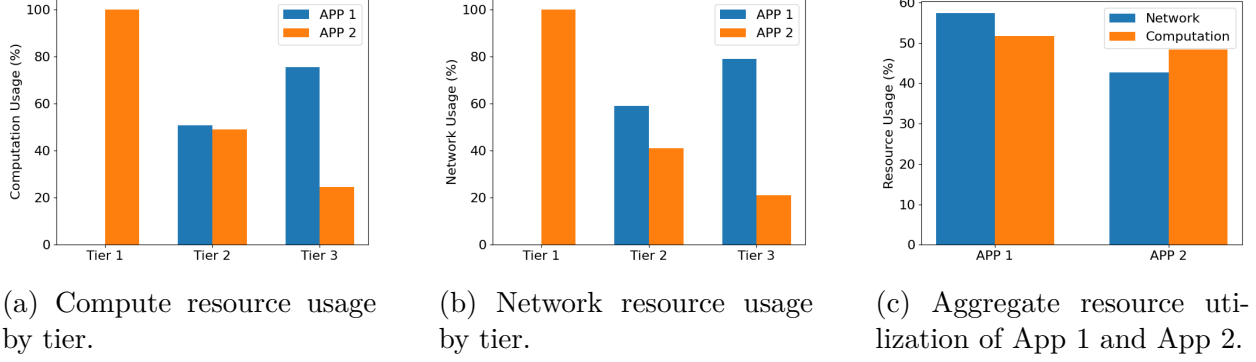 100
80
60
40
20
0
Computation Usage (%)
APP 1
APP 2
Tier 1
Tier 2
Tier 3
(a) Compute resource usage
by tier.
100
80
60
40
20
0
Network Usage (%)
APP 1
APP 2
Tier 1
Tier 2
Tier 3
(b) Network resource usage
by tier.
60
50
40
30
20
10
0
Resource Usage (%)
Network
Computation
APP 1
APP 2
(c) Aggregate resource uti-
lization of App 1 and App 2.